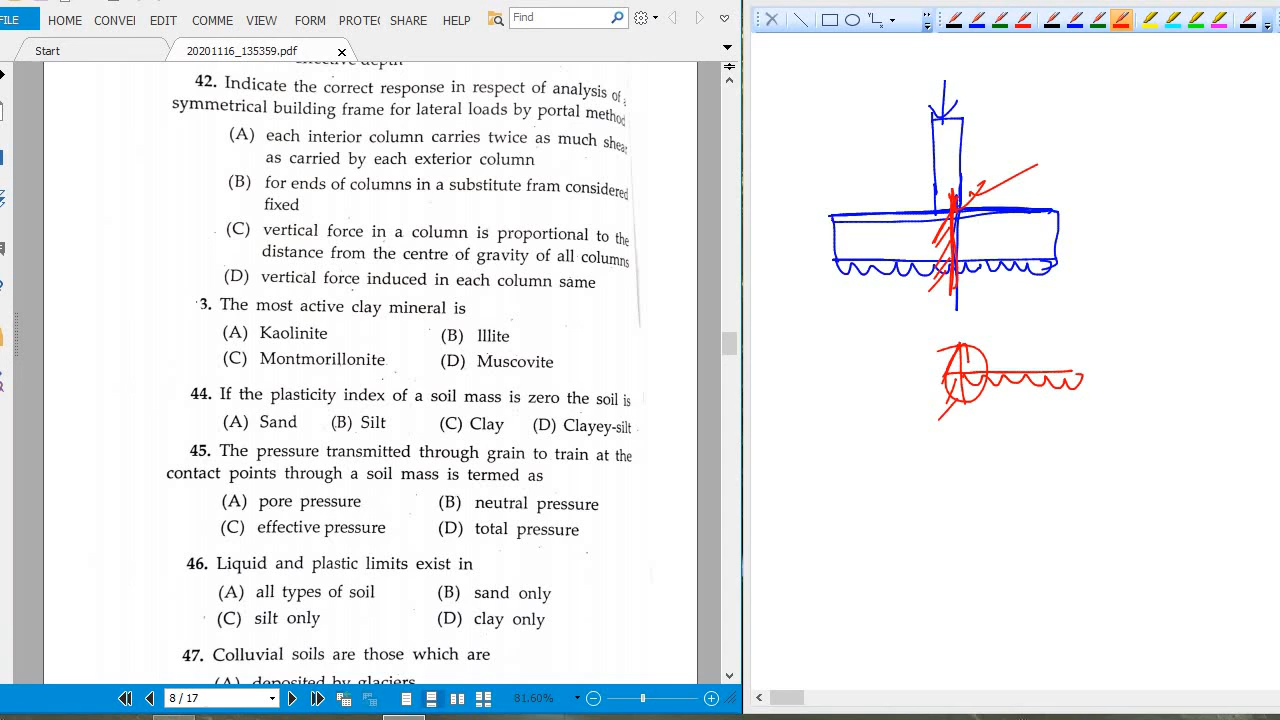 FILE HOME CONVEI EDIT COMME VIEW FORM PROTEC SHARE HELP Find
Start 20201116_135359.pdf
effective depth
42. Indicate the correct response in respect of analysis of a
symmetrical building frame for lateral loads by portal method
(A) each interior column carries twice as much shear
as carried by each exterior column
(B) for ends of columns in a substitute fram considered
fixed
(C) vertical force in a column is proportional to the
distance from the centre of gravity of all columns
(D) vertical force induced in each column same
3. The most active clay mineral is
(A) Kaolinite (B) Illite
(C) Montmorillonite (D) Muscovite
44. If the plasticity index of a soil mass is zero the soil is
(A) Sand (B) Silt (C) Clay (D) Clayey-silt
45. The pressure transmitted through grain to train at the
contact points through a soil mass is termed as
(A) pore pressure (B) neutral pressure
(C) effective pressure (D) total pressure
46. Liquid and plastic limits exist in
(A) all types of soil (B) sand only
(C) silt only (D) clay only
47. Colluvial soils are those which are
(A) deposited by glaciers
8 / 17 81.60%